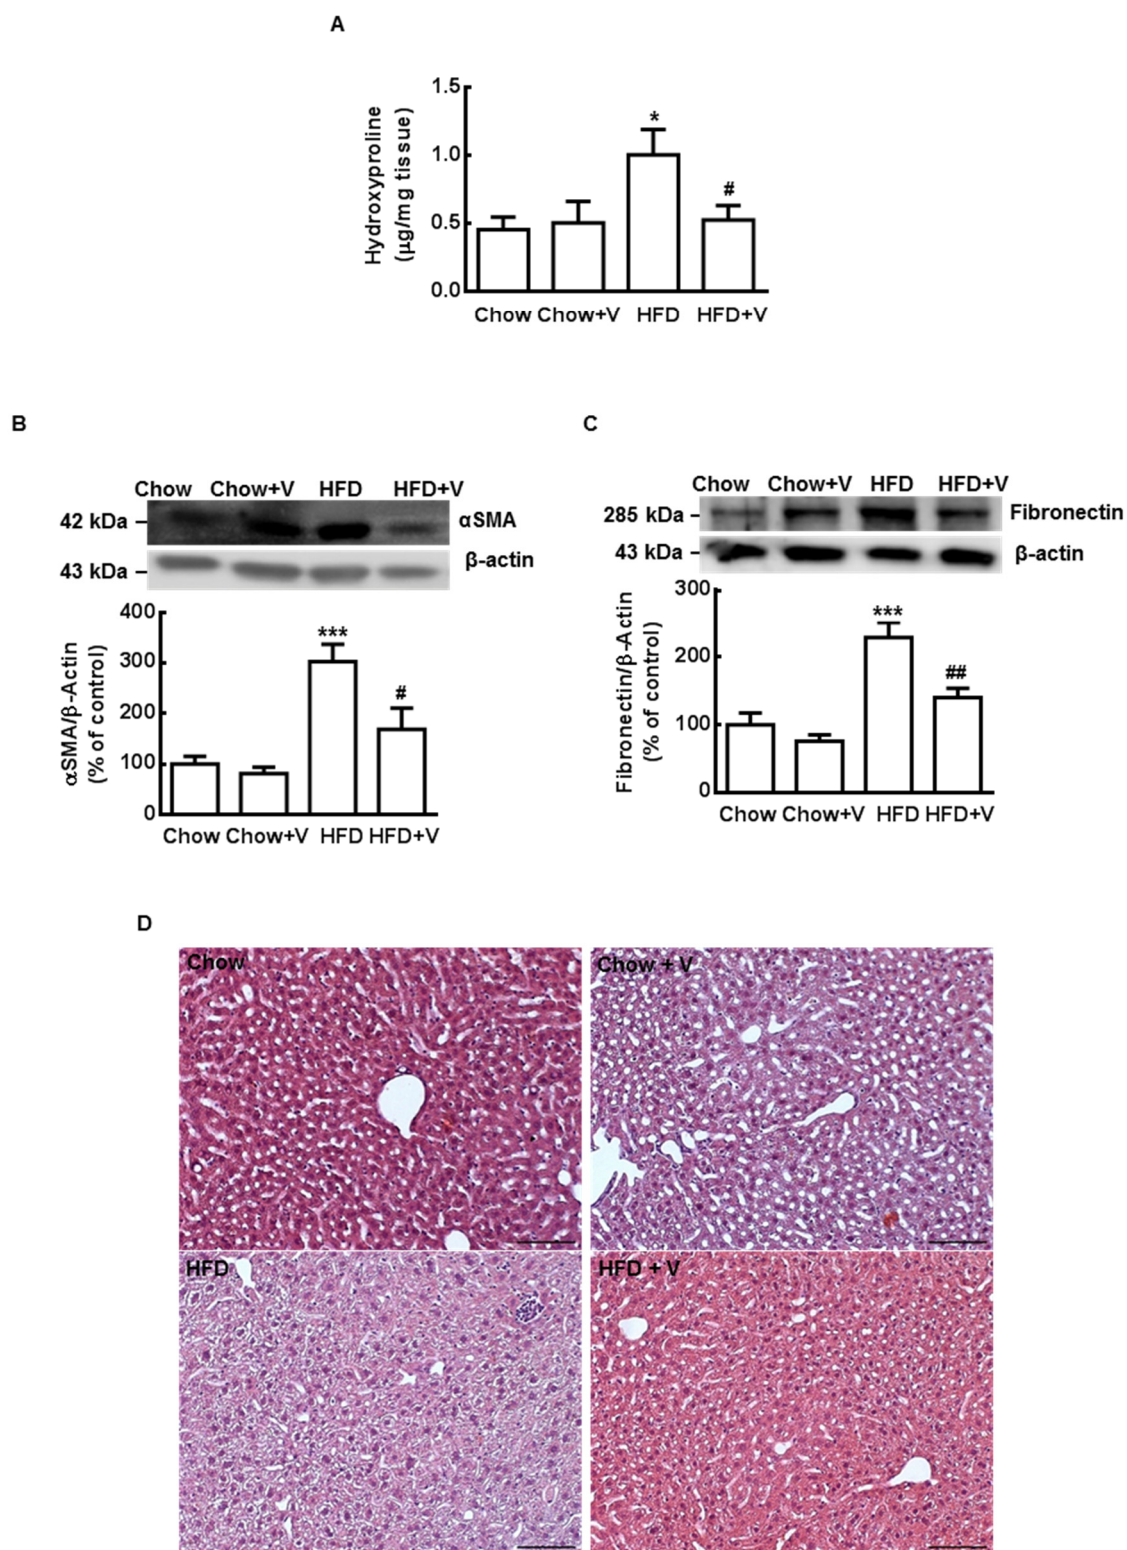 A
Hydroxyproline
(µg/mg tissue)
1.5
1.0
0.5
0.0
*
#
Chow Chow+V HFD HFD+V
B
Chow Chow+V HFD HFD+V
42 kDa
αSMA
43 kDa
β-actin
αSMA/β-Actin
(% of control)
400
300
200
100
0
***
#
Chow Chow+V HFD HFD+V
C
Chow Chow+V HFD HFD+V
285 kDa
Fibronectin
43 kDa
β-actin
Fibronectin/β-Actin
(% of control)
300
200
100
0
***
##
Chow Chow+V HFD HFD+V
D
Chow
Chow + V
HFD
HFD + V